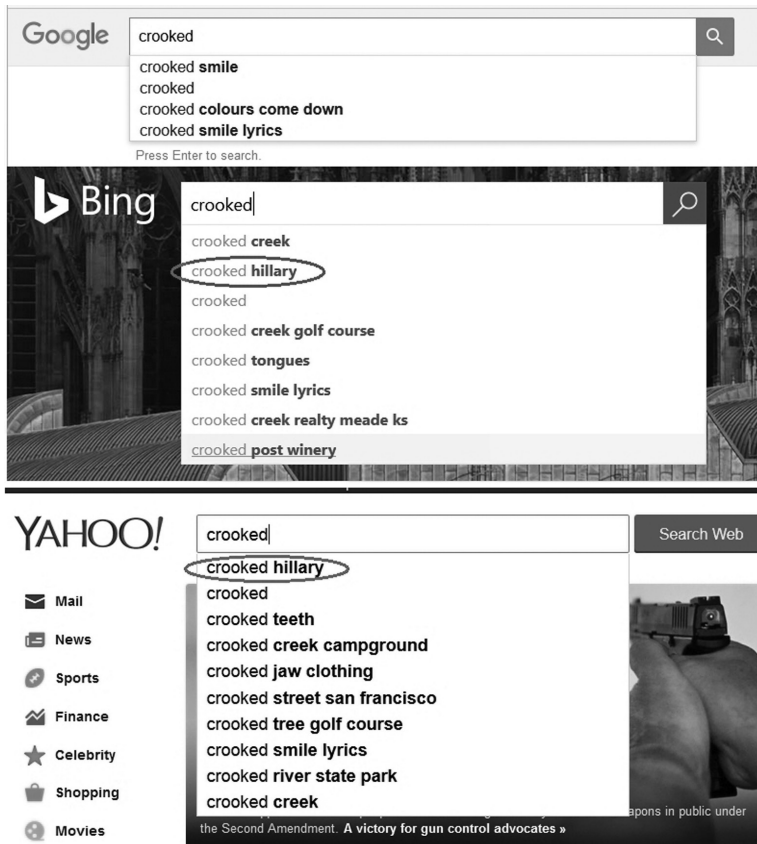 Google
crooked
crooked smile
crooked
crooked colours come down
crooked smile lyrics
Press Enter to search.
Bing
crooked
crooked creek
crooked hillary
crooked
crooked creek golf course
crooked tongues
crooked smile lyrics
crooked creek realty meade ks
crooked post winery
YAHOO!
crooked
Search Web
crooked hillary
crooked
crooked teeth
crooked creek campground
crooked jaw clothing
crooked street san francisco
crooked tree golf course
crooked smile lyrics
crooked river state park
crooked creek
Mail
News
Sports
Finance
Celebrity
Shopping
Movies
apons in public under
the Second Amendment. A victory for gun control advocates »